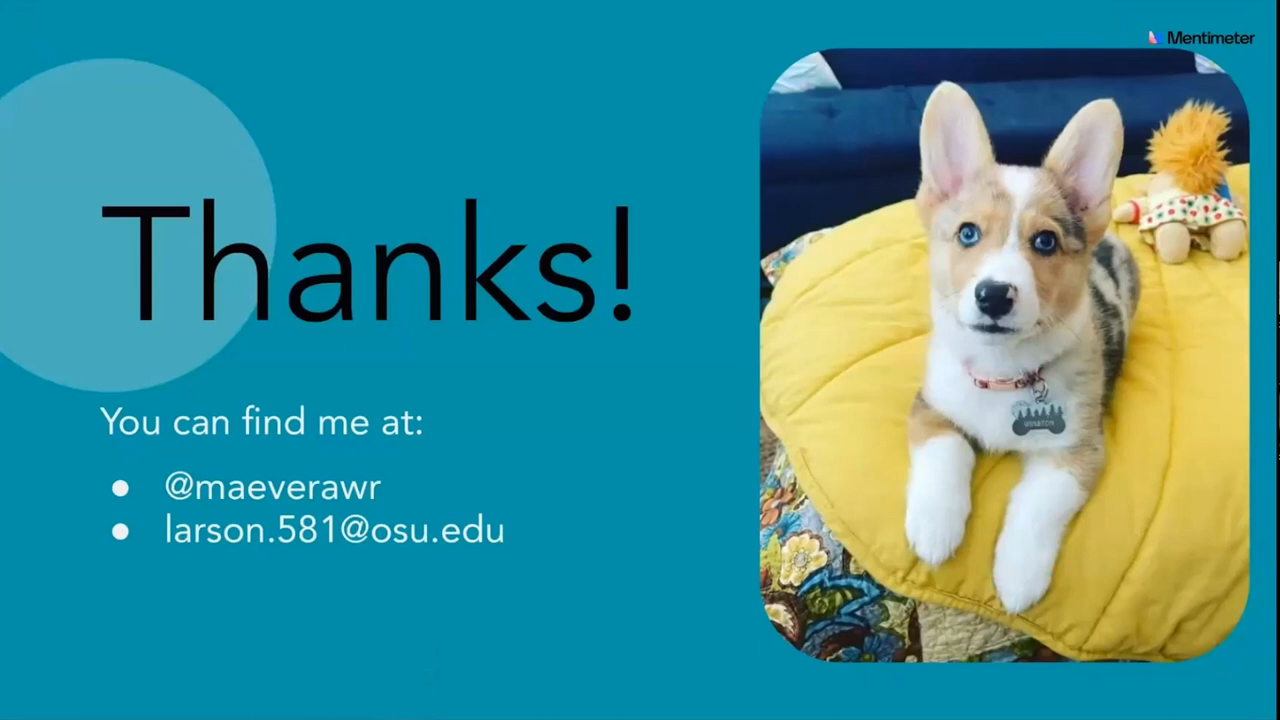 Mentimeter
Thanks!
You can find me at:
@maeverawr
larson.581@osu.edu